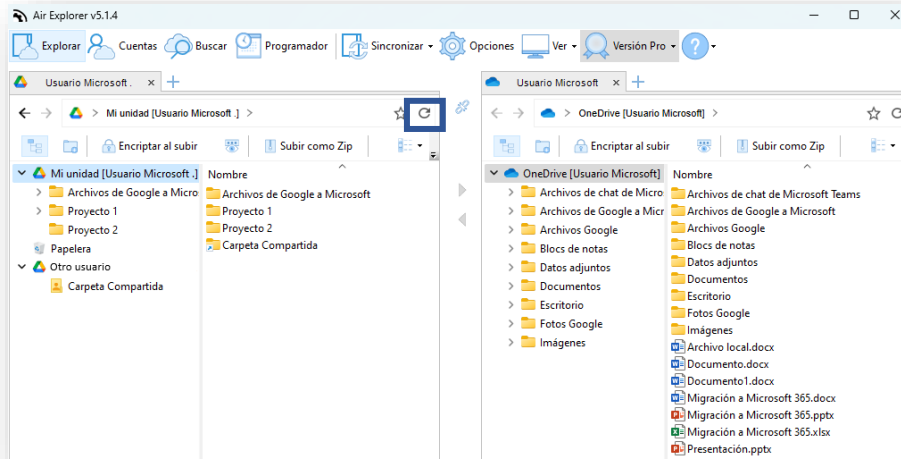 Air Explorer v5.1.4
Explorar Cuentas Buscar Programador Sincronizar Opciones Ver Versión Pro ?
Usuario Microsoft . × +
Mi unidad [Usuario Microsoft .] >
Encriptar al subir Subir como Zip
Mi unidad [Usuario Microsoft .]
Archivos de Google a Micro
Proyecto 1
Proyecto 2
Papelera
Otro usuario
Carpeta Compartida
Nombre
Archivos de Google a Microsoft
Proyecto 1
Proyecto 2
Carpeta Compartida
Usuario Microsoft × +
OneDrive [Usuario Microsoft] >
Encriptar al subir Subir como Zip
OneDrive [Usuario Microsoft]
Archivos de chat de Micro
Archivos de Google a Micr
Archivos Google
Blocs de notas
Datos adjuntos
Documentos
Escritorio
Fotos Google
Imágenes
Nombre
Archivos de chat de Microsoft Teams
Archivos de Google a Microsoft
Archivos Google
Blocs de notas
Datos adjuntos
Documentos
Escritorio
Fotos Google
Imágenes
Archivo local.docx
Documento.docx
Documento1.docx
Migración a Microsoft 365.docx
Migración a Microsoft 365.pptx
Migración a Microsoft 365.xlsx
Presentación.pptx